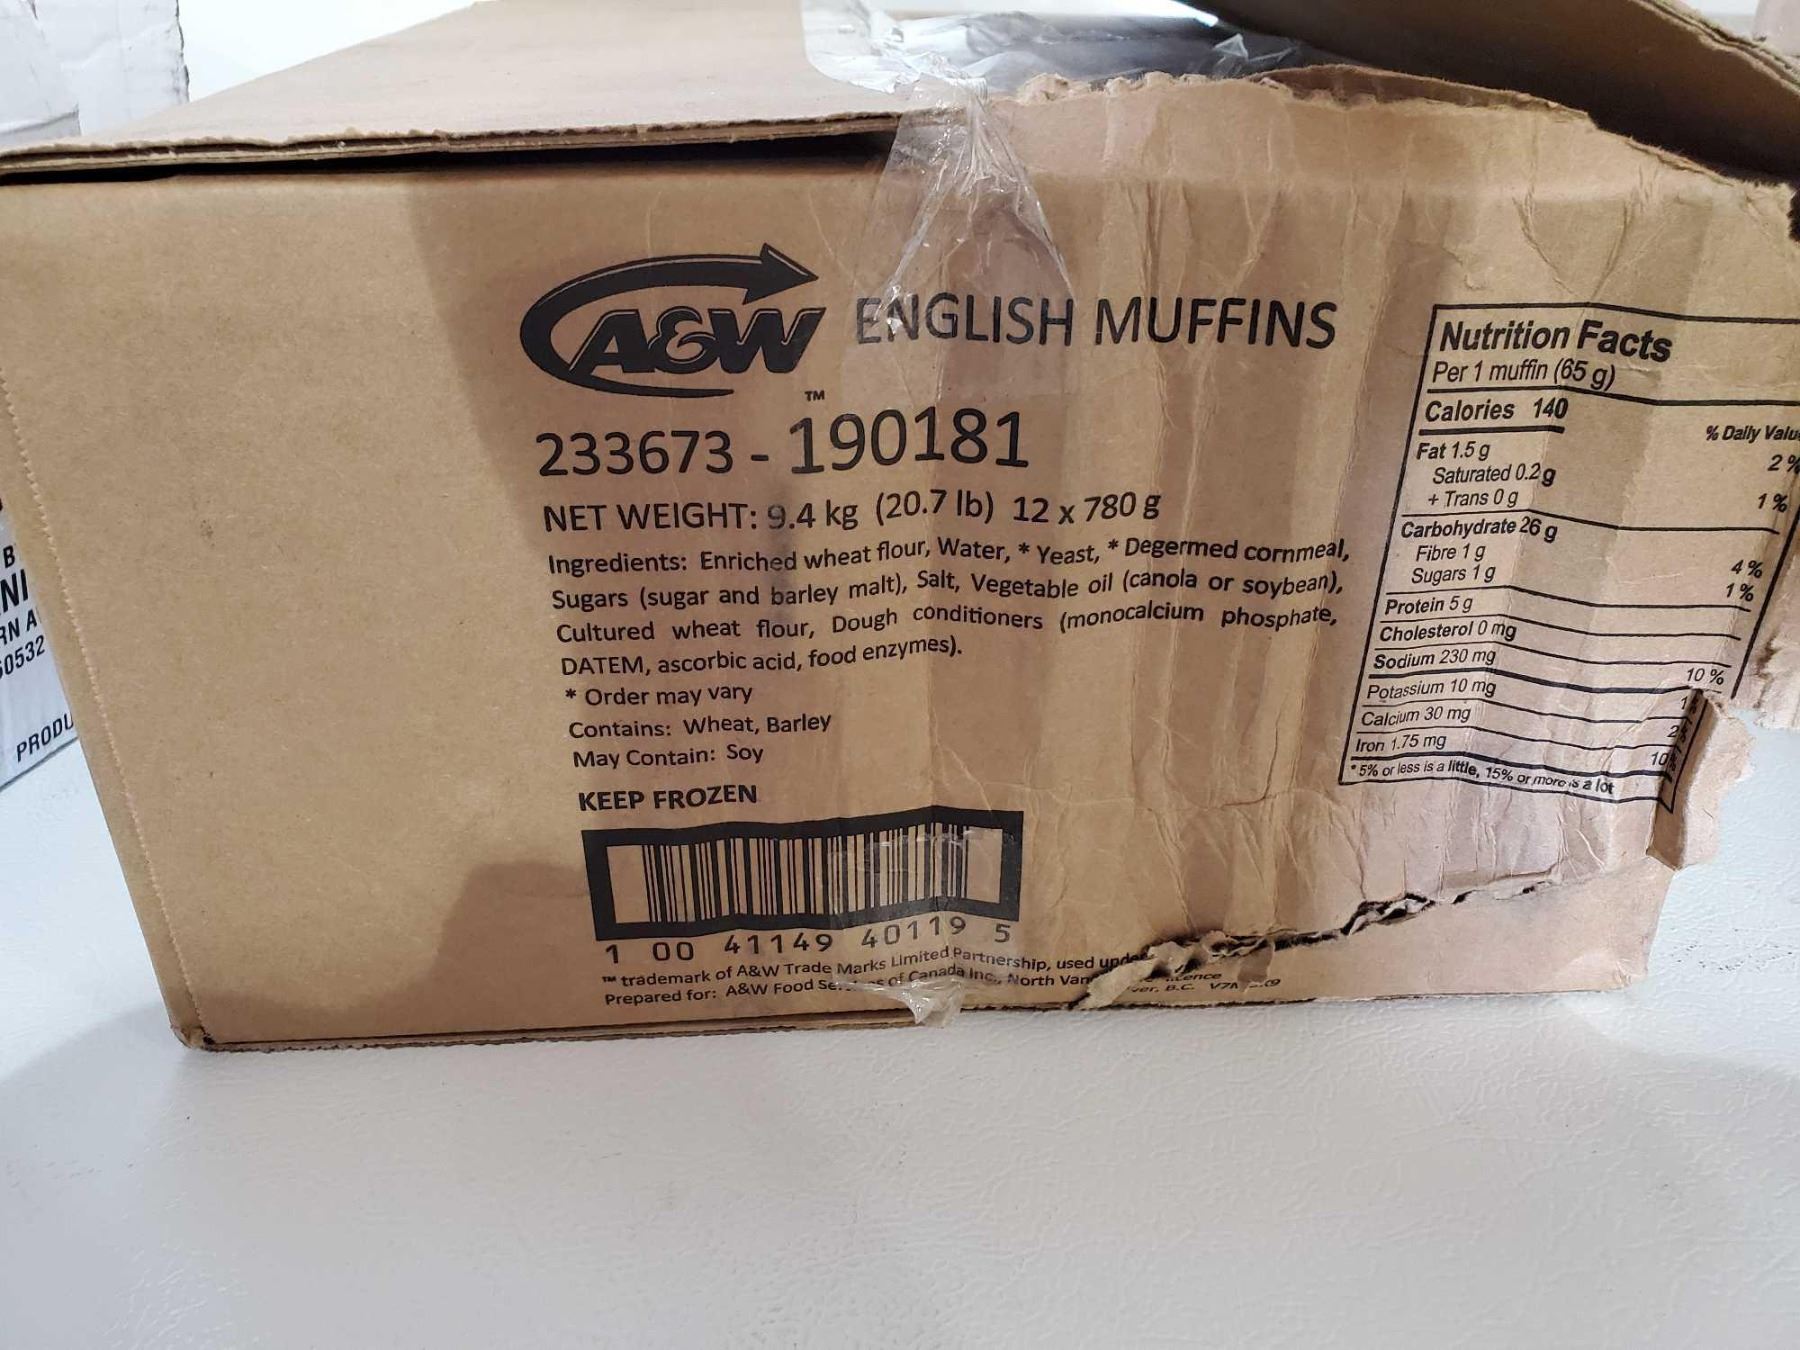 A&W
TM
ENGLISH MUFFINS
233673 - 190181
NET WEIGHT: 9.4 kg (20.7 lb) 12 x 780 g
Ingredients: Enriched wheat flour, Water, * Yeast, * Degermed cornmeal,
Sugars (sugar and barley malt), Salt, Vegetable oil (canola or soybean),
Cultured wheat flour, Dough conditioners (monocalcium phosphate,
DATEM, ascorbic acid, food enzymes).
* Order may vary
Contains: Wheat, Barley
May Contain: Soy
KEEP FROZEN
1 00 41149 40119 5
™ trademark of A&W Trade Marks Limited Partnership, used under
Prepared for: A&W Food of Canada Inc., North B.C.
Nutrition Facts
Per 1 muffin (65 g)
Calories 140
% Daily
Fat 1.5 g 2 %
Saturated 0.2 g
+ Trans 0 g 1 %
Carbohydrate 26 g
Fibre 1 g 4 %
Sugars 1 g 1 %
Protein 5 g
Cholesterol 0 mg
Sodium 230 mg 10 %
Potassium 10 mg
Calcium 30 mg
Iron 1.75 mg
* 5% or less is a little, 15% or more is a lot
B
NI
RN A
60532
PRODU